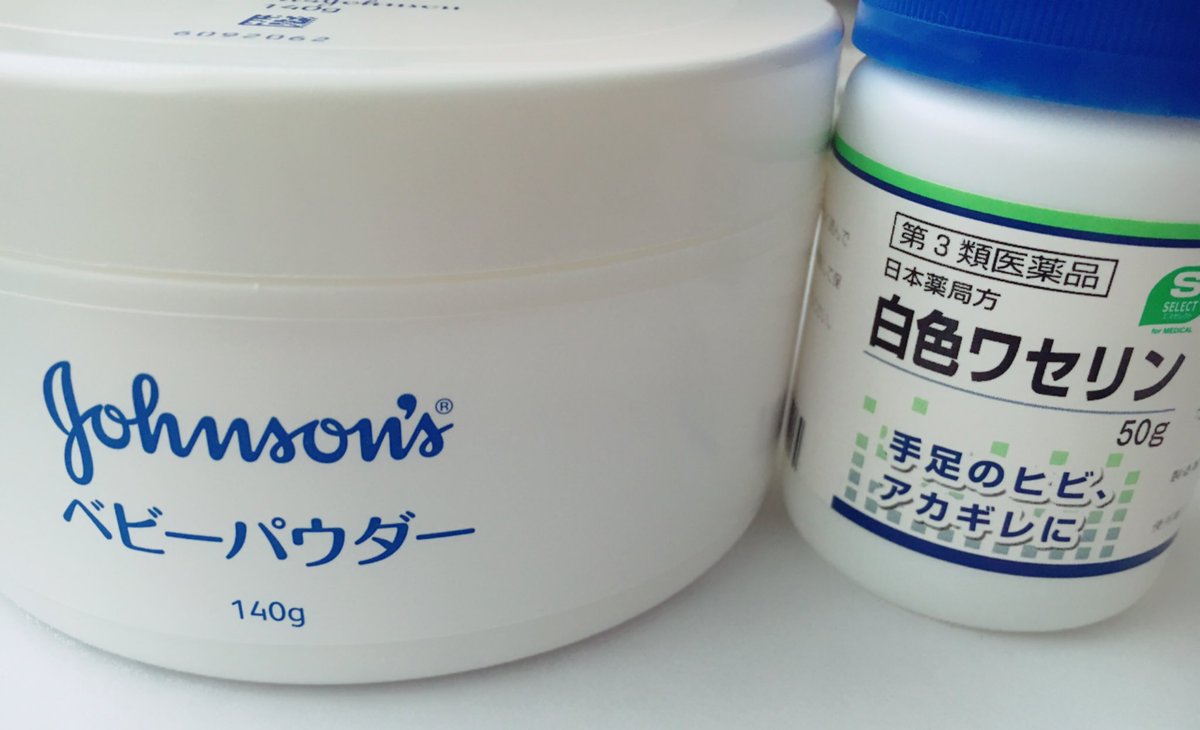 140g
6092062
Johnson's®
ベビーパウダー
140g
第3類医薬品
日本薬局方
白色ワセリン
50g
S
SELECT
for MEDICAL
手足のヒビ、
アカギレに